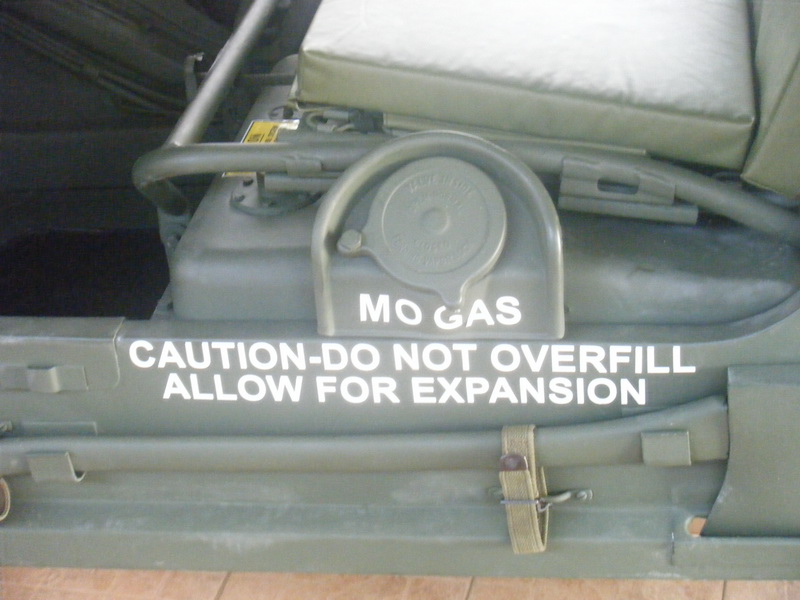 MO GAS
CAUTION-DO NOT OVERFILL
ALLOW FOR EXPANSION